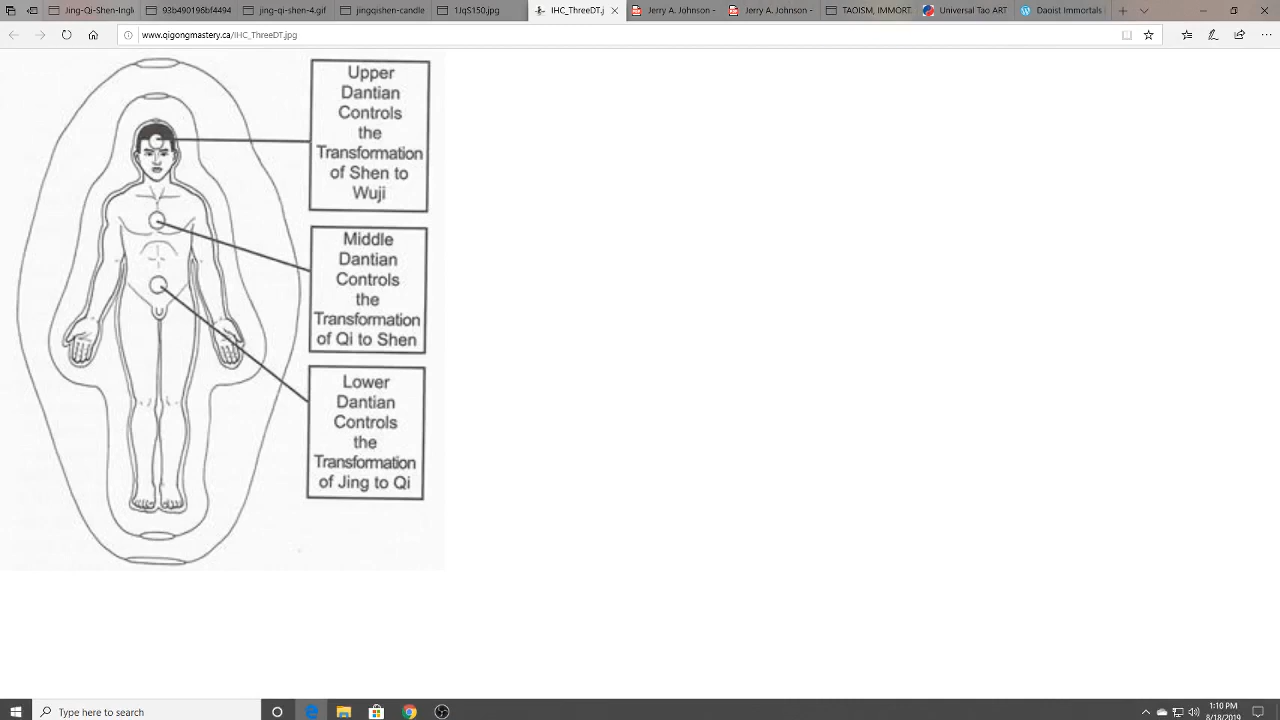 Jing-Qi-Shen-Ingl
93b490196bf4494
jing-qi-shen-4.gif
jingqishen-candle
1JqS150.jpg
IHC_ThreeDT.j
Jerry A. Johnson -
Jerry A. Johnson -
TAOISM, IMMORT.
Universal Tao ART
Daoist Immortals
www.qigongmastery.ca/IHC_ThreeDT.jpg
Upper
Dantian
Controls
the
Transformation
of Shen to
Wuji
Middle
Dantian
Controls
the
Transformation
of Qi to Shen
Lower
Dantian
Controls
the
Transformation
of Jing to Qi
Type here to search
1:10 PM
8/18/2019